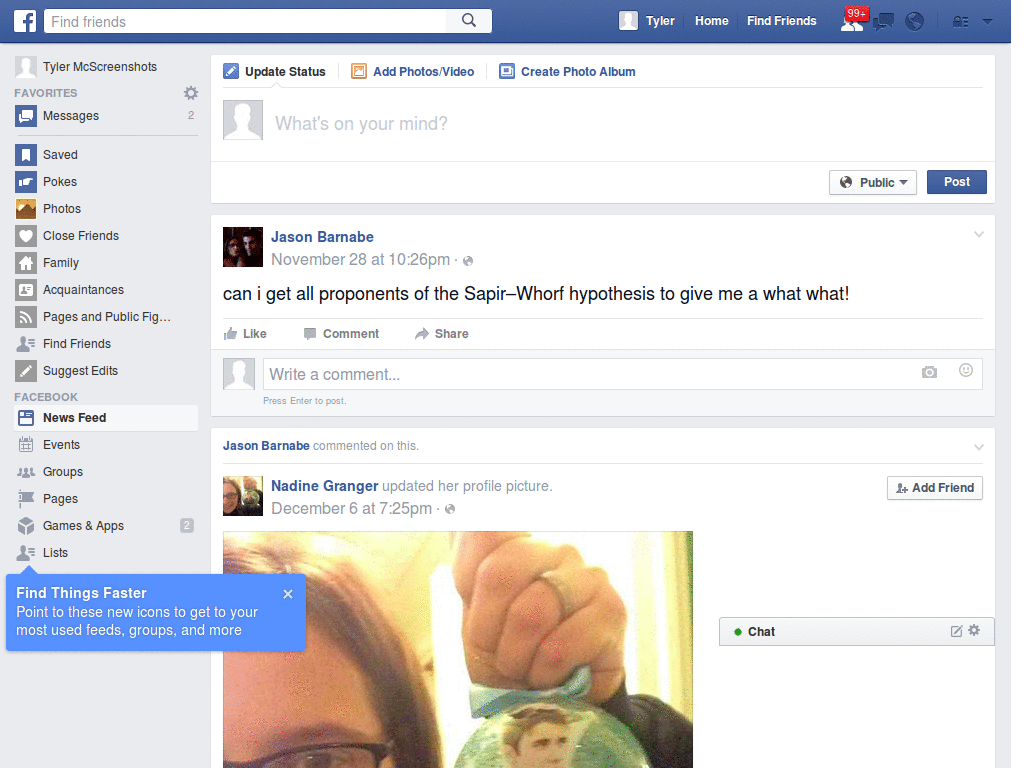 f
Find friends
Tyler
Home
Find Friends
99+
Tyler McScreenshots
FAVORITES
Messages
2
Saved
Pokes
Photos
Close Friends
Family
Acquaintances
Pages and Public Fig...
Find Friends
Suggest Edits
FACEBOOK
News Feed
Events
Groups
Pages
Games & Apps
2
Lists
Find Things Faster
Point to these new icons to get to your
most used feeds, groups, and more
Update Status
Add Photos/Video
Create Photo Album
What's on your mind?
Public
Post
Jason Barnabe
November 28 at 10:26pm ·
can i get all proponents of the Sapir–Whorf hypothesis to give me a what what!
Like
Comment
Share
Write a comment...
Press Enter to post.
Jason Barnabe commented on this.
Nadine Granger updated her profile picture.
December 6 at 7:25pm ·
Add Friend
Chat